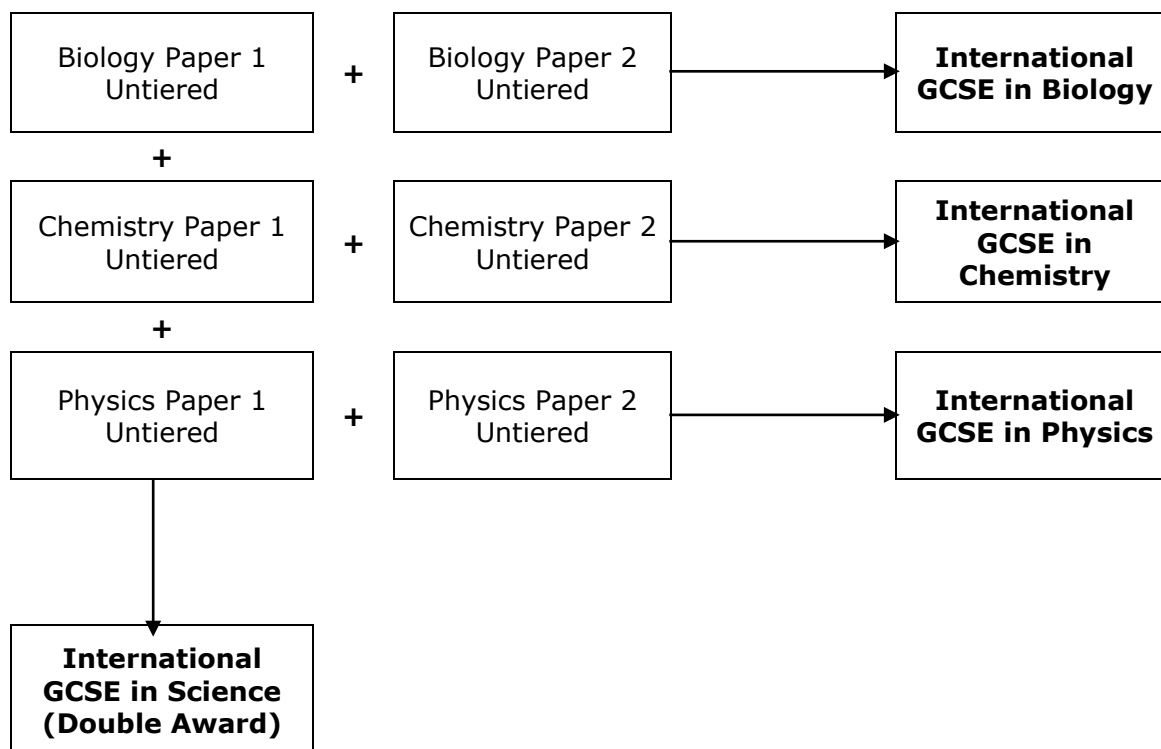 Biology Paper 1
Untiered
+
Biology Paper 2
Untiered
International
GCSE in Biology
+
Chemistry Paper 1
Untiered
+
Chemistry Paper 2
Untiered
International
GCSE in
Chemistry
+
Physics Paper 1
Untiered
+
Physics Paper 2
Untiered
International
GCSE in Physics
International
GCSE in Science
(Double Award)